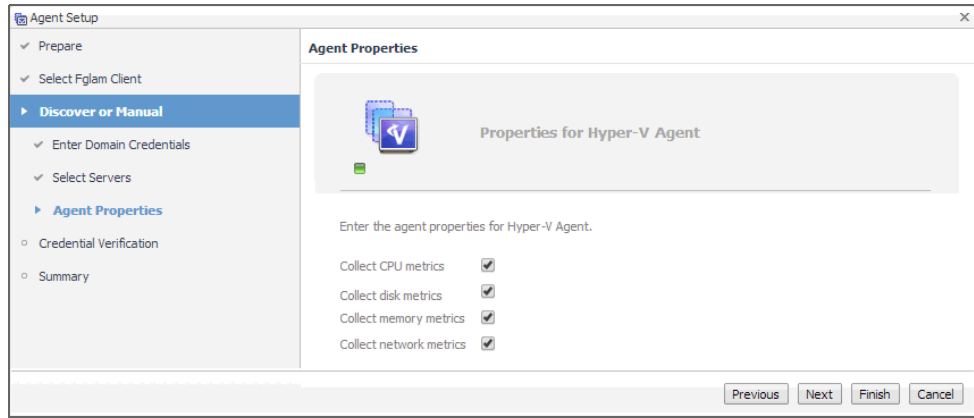 Agent Setup
Prepare
Select Fglam Client
Discover or Manual
Enter Domain Credentials
Select Servers
Agent Properties
Credential Verification
Summary
Agent Properties
Properties for Hyper-V Agent
Enter the agent properties for Hyper-V Agent.
Collect CPU metrics
Collect disk metrics
Collect memory metrics
Collect network metrics
Previous Next Finish Cancel